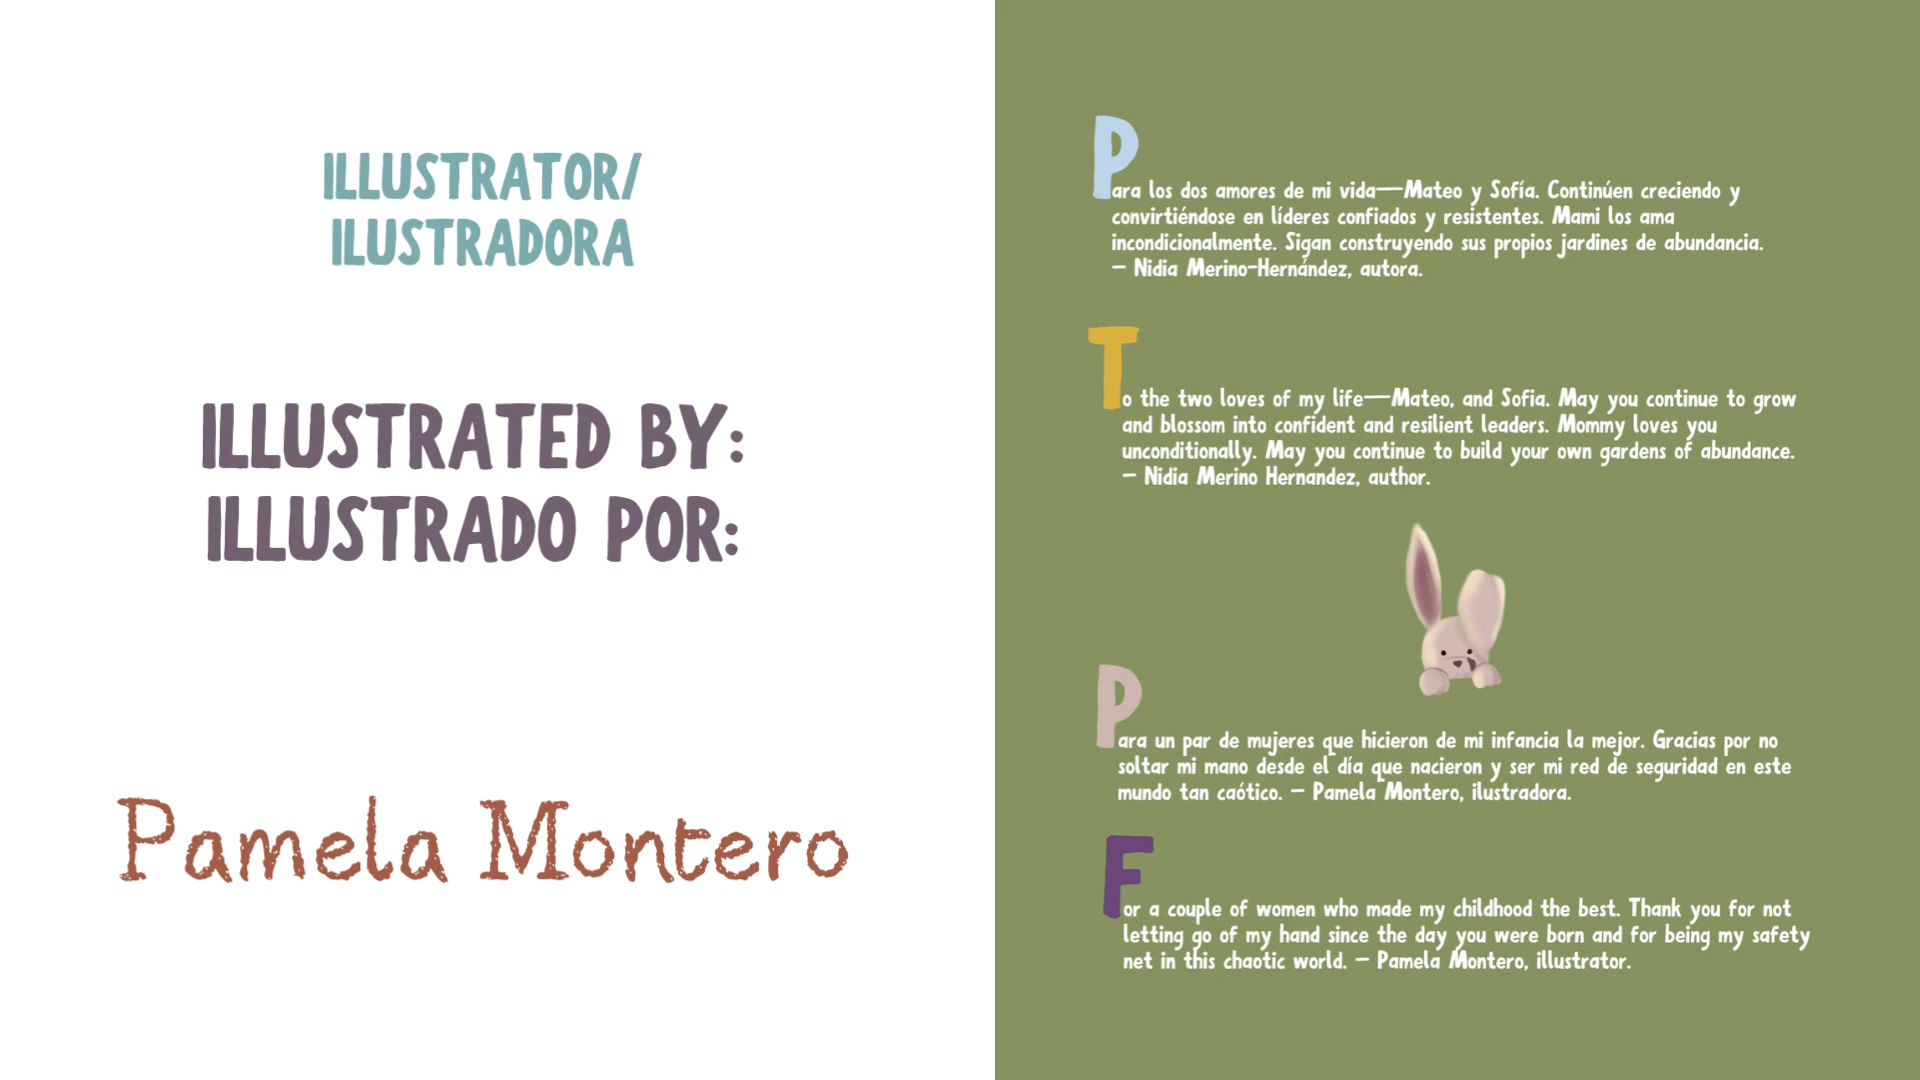 ILLUSTRATOR/
ILUSTRADORA
ILLUSTRATED BY:
ILLUSTRADO POR:
Pamela Montero
Para los dos amores de mi vida—Mateo y Sofía. Continúen creciendo y
convirtiéndose en líderes confiados y resistentes. Mami los ama
incondicionalmente. Sigan construyendo sus propios jardines de abundancia.
– Nidia Merino-Hernández, autora.
To the two loves of my life—Mateo, and Sofia. May you continue to grow
and blossom into confident and resilient leaders. Mommy loves you
unconditionally. May you continue to build your own gardens of abundance.
– Nidia Merino Hernandez, author.
Para un par de mujeres que hicieron de mi infancia la mejor. Gracias por no
soltar mi mano desde el día que nacieron y ser mi red de seguridad en este
mundo tan caótico. – Pamela Montero, ilustradora.
For a couple of women who made my childhood the best. Thank you for not
letting go of my hand since the day you were born and for being my safety
net in this chaotic world. – Pamela Montero, illustrator.